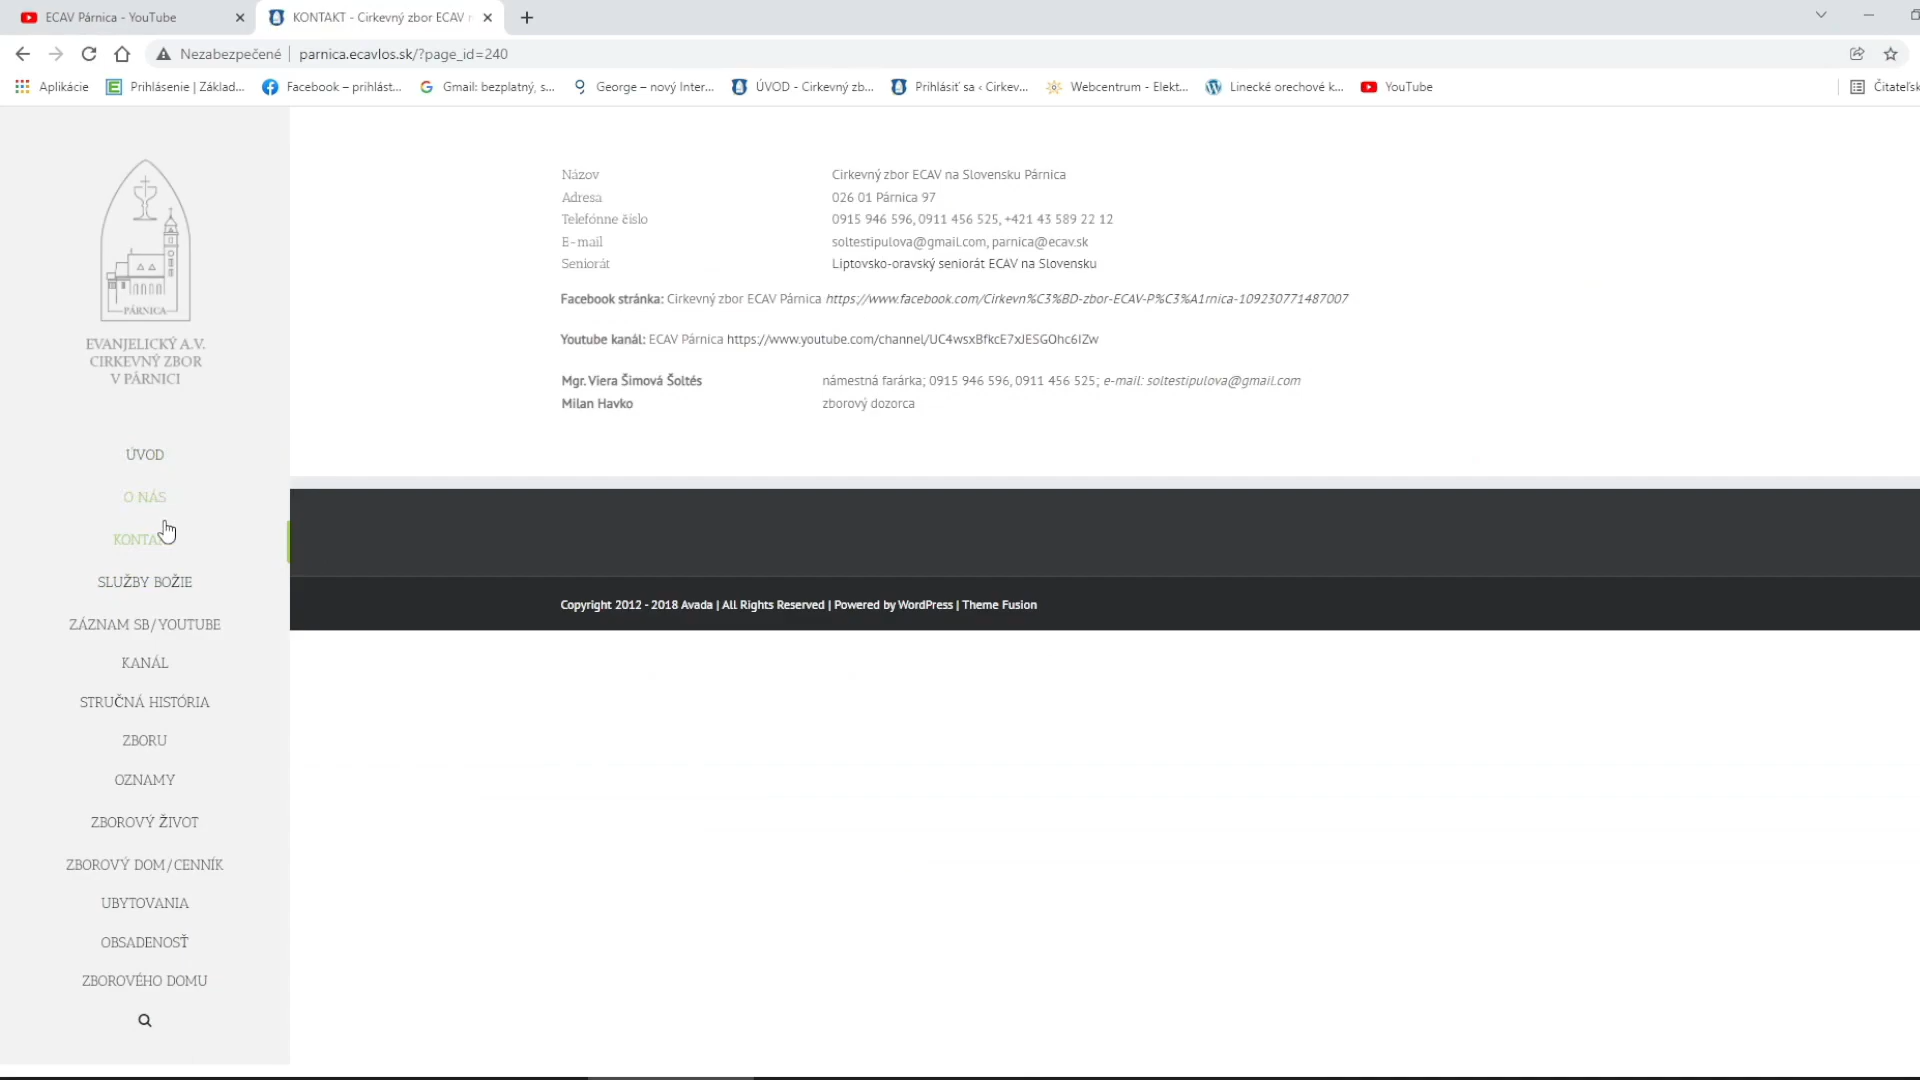 ECAV Párnica - YouTube
KONTAKT - Cirkevný zbor ECAV
Nezabezpečené
parnica.ecavlos.sk/?page_id=240
Aplikácie
Prihlásenie | Základ...
Facebook – prihlást...
Gmail: bezplatný, s...
George – nový Inter...
ÚVOD - Cirkevný zb...
Prihlásiť sa ‹ Cirkev...
Webcentrum - Elekt...
Linecké orechové k...
YouTube
PÁRNICA
EVANJELICKÝ A.V.
CIRKEVNÝ ZBOR
V PÁRNICI
ÚVOD
O NÁS
SLUŽBY BOŽIE
ZÁZNAM SB/YOUTUBE
KANÁL
STRUČNÁ HISTÓRIA
ZBORU
OZNAMY
ZBOROVÝ ŽIVOT
ZBOROVÝ DOM/CENNÍK
UBYTOVANIA
OBSADENOSŤ
ZBOROVÉHO DOMU
Názov Cirkevný zbor ECAV na Slovensku Párnica
Adresa 026 01 Párnica 97
Telefónne číslo 0915 946 596, 0911 456 525, +421 43 589 22 12
E-mail soltestipulova@gmail.com, parnica@ecav.sk
Seniorát Liptovsko-oravský seniorát ECAV na Slovensku
Facebook stránka: Cirkevný zbor ECAV Párnica https://www.facebook.com/Cirkevn%C3%BD-zbor-ECAV-P%C3%A1rnica-109230771487007
Youtube kanál: ECAV Párnica https://www.youtube.com/channel/UC4wsxBfkcE7xJESGOhc6IZw
Mgr. Viera Šimová Šoltés námestná farárka; 0915 946 596, 0911 456 525; e-mail: soltestipulova@gmail.com
Milan Havko zborový dozorca
Copyright 2012 - 2018 Avada | All Rights Reserved | Powered by WordPress | Theme Fusion